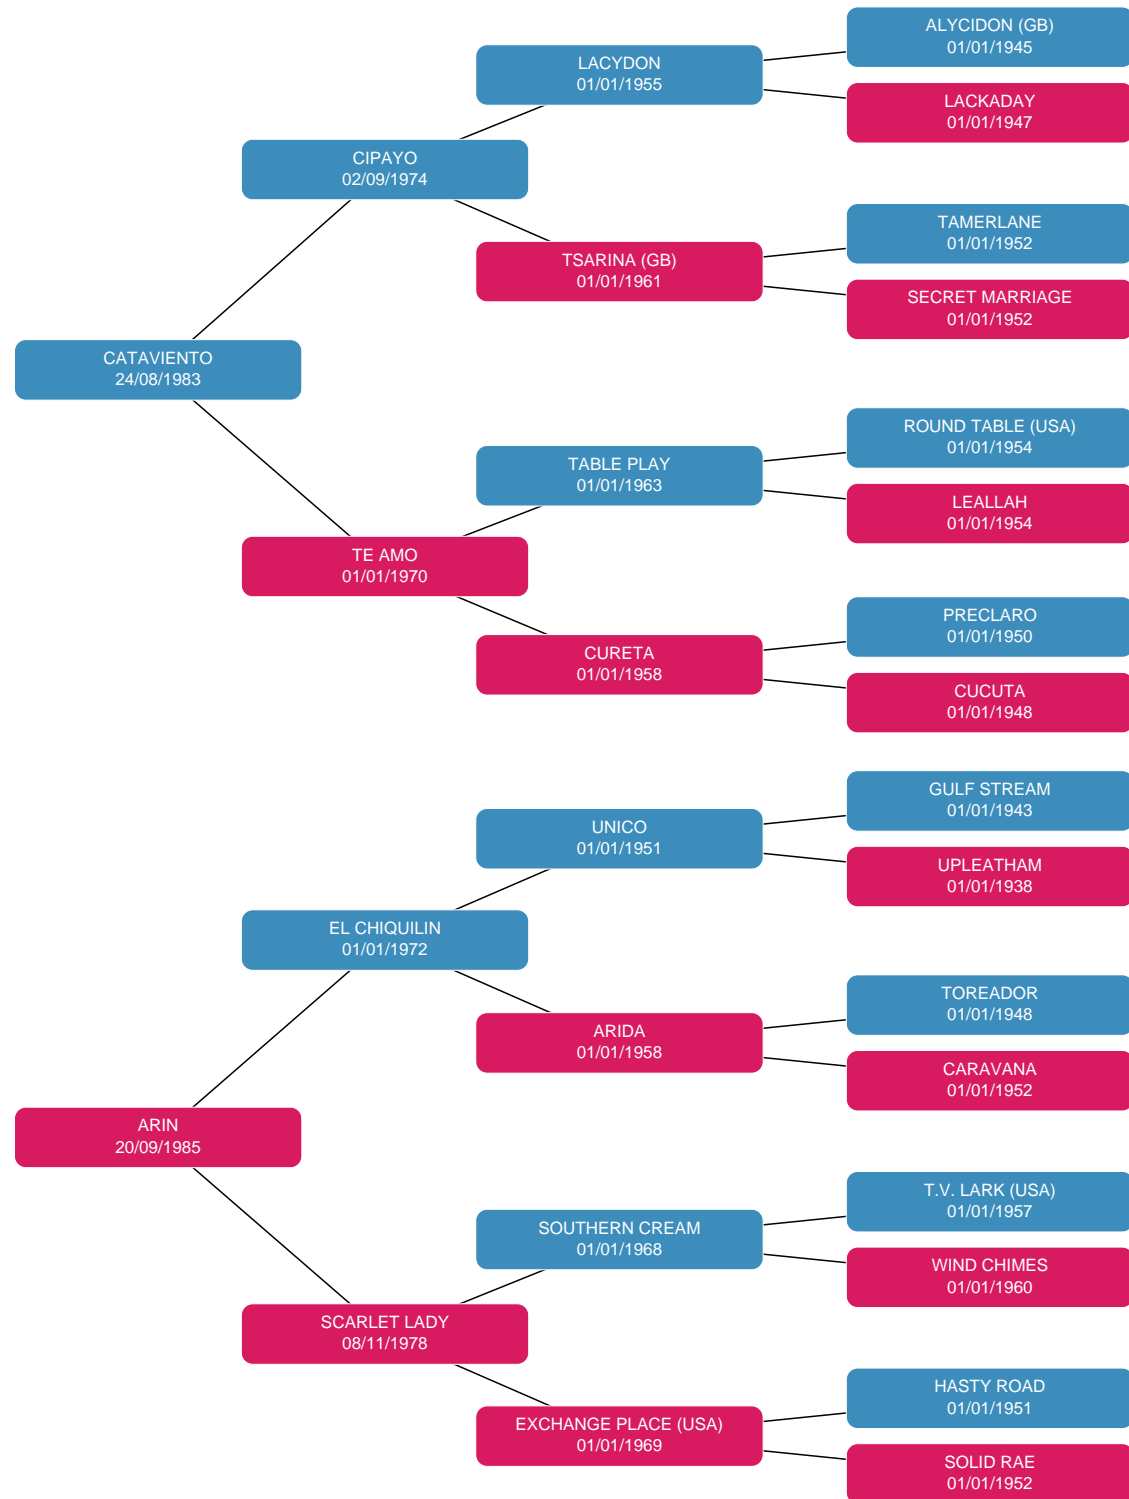 ALYCIDON (GB)
01/01/1945
LACYDON
01/01/1955
LACKADAY
01/01/1947
CIPAYO
02/09/1974
TAMERLANE
01/01/1952
TSARINA (GB)
01/01/1961
SECRET MARRIAGE
01/01/1952
CATAVIENTO
24/08/1983
ROUND TABLE (USA)
01/01/1954
TABLE PLAY
01/01/1963
LEALLAH
01/01/1954
TE AMO
01/01/1970
PRECLARO
01/01/1950
CURETA
01/01/1958
CUCUTA
01/01/1948
GULF STREAM
01/01/1943
UNICO
01/01/1951
UPLEATHAM
01/01/1938
EL CHIQUILIN
01/01/1972
TOREADOR
01/01/1948
ARIDA
01/01/1958
CARAVANA
01/01/1952
ARIN
20/09/1985
T.V. LARK (USA)
01/01/1957
SOUTHERN CREAM
01/01/1968
WIND CHIMES
01/01/1960
SCARLET LADY
08/11/1978
HASTY ROAD
01/01/1951
EXCHANGE PLACE (USA)
01/01/1969
SOLID RAE
01/01/1952